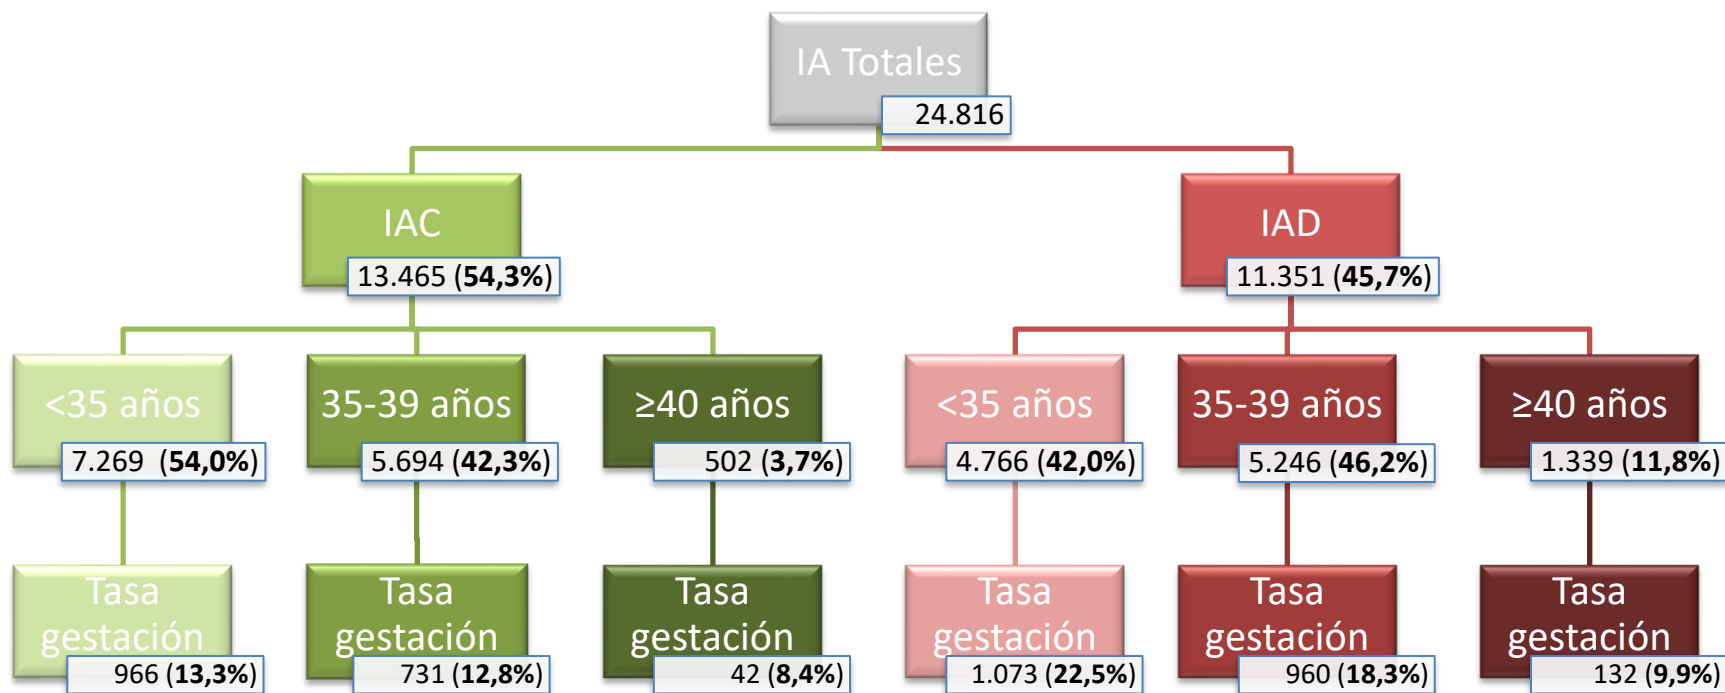 IA Totales
24.816
IAC
13.465 (54,3%)
IAD
11.351 (45,7%)
<35 años
7.269 (54,0%)
35-39 años
5.694 (42,3%)
≥40 años
502 (3,7%)
<35 años
4.766 (42,0%)
35-39 años
5.246 (46,2%)
≥40 años
1.339 (11,8%)
Tasa
gestación
966 (13,3%)
Tasa
gestación
731 (12,8%)
Tasa
gestación
42 (8,4%)
Tasa
gestación
1.073 (22,5%)
Tasa
gestación
960 (18,3%)
Tasa
gestación
132 (9,9%)